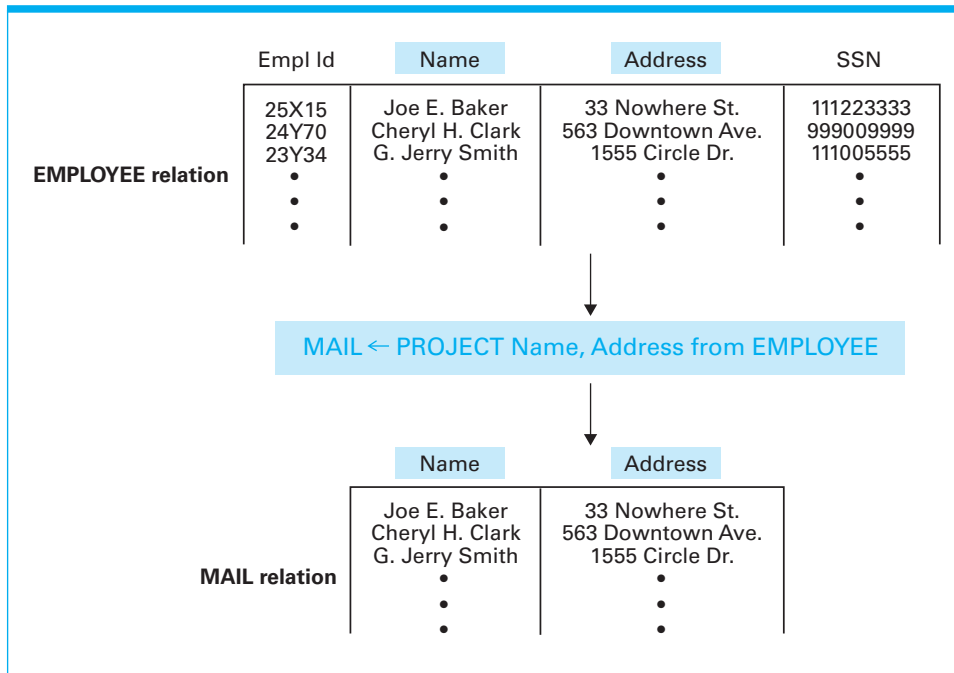 Empl Id Name Address SSN
25X15 Joe E. Baker 33 Nowhere St. 111223333
24Y70 Cheryl H. Clark 563 Downtown Ave. 999009999
23Y34 G. Jerry Smith 1555 Circle Dr. 111005555
EMPLOYEE relation
MAIL ← PROJECT Name, Address from EMPLOYEE
Name Address
Joe E. Baker 33 Nowhere St.
Cheryl H. Clark 563 Downtown Ave.
G. Jerry Smith 1555 Circle Dr.
MAIL relation